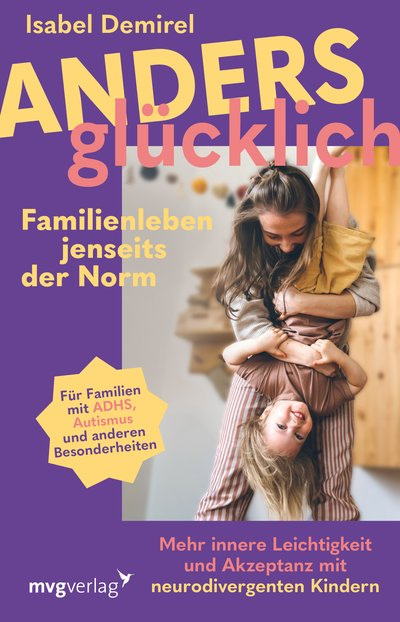 Isabel Demirel
ANDERS
glücklich
Familienleben
jenseits
der Norm
Für Familien
mit ADHS,
Autismus
und anderen
Besonderheiten
Mehr innere Leichtigkeit
und Akzeptanz mit
neurodivergenten Kindern
mvgverlag